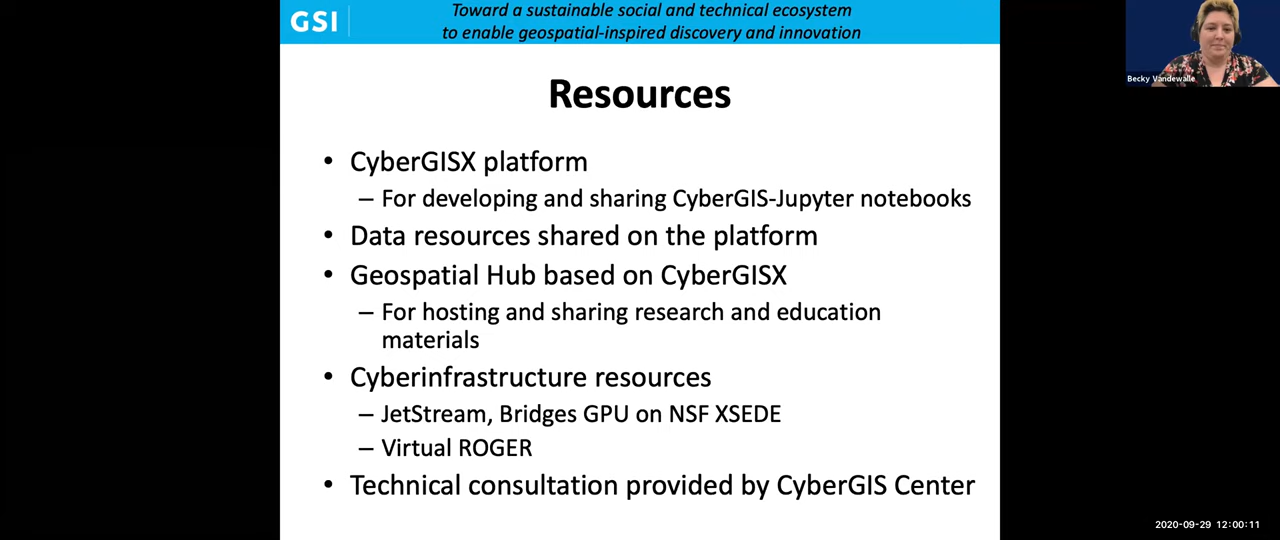 GSI
Toward a sustainable social and technical ecosystem
to enable geospatial-inspired discovery and innovation
Becky Vandewalle
Resources
• CyberGISX platform
– For developing and sharing CyberGIS-Jupyter notebooks
• Data resources shared on the platform
• Geospatial Hub based on CyberGISX
– For hosting and sharing research and education
materials
• Cyberinfrastructure resources
– JetStream, Bridges GPU on NSF XSEDE
– Virtual ROGER
• Technical consultation provided by CyberGIS Center
2020-09-29 12:00:11